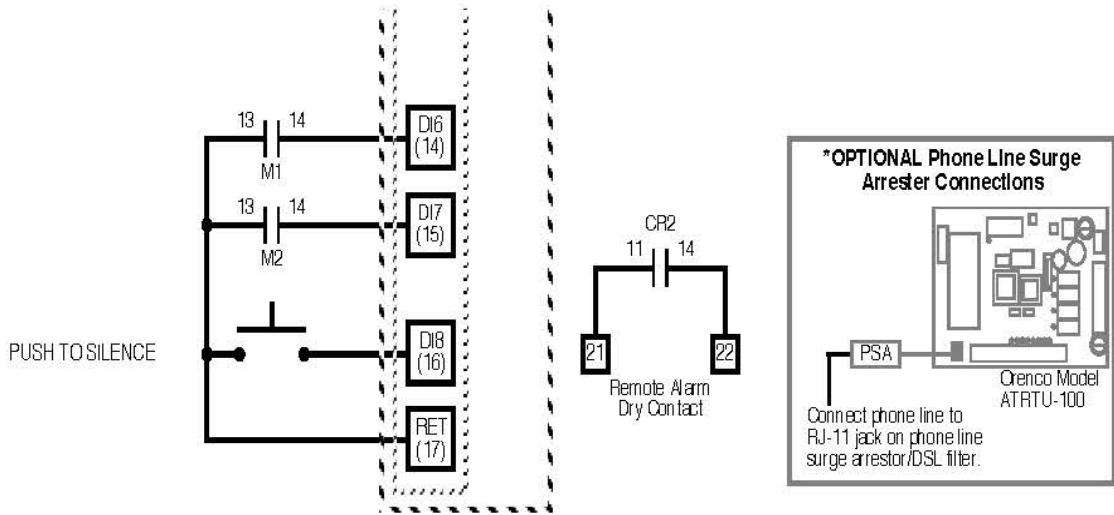 13 14
M1
DI6
(14)
13 14
M2
DI7
(15)
PUSH TO SILENCE
DI8
(16)
RET
(17)
CR2
11 14
21 22
Remote Alarm
Dry Contact
*OPTIONAL Phone Line Surge
Arrester Connections
PSA
Orenco Model
ATRTU-100
Connect phone line to
RJ-11 jack on phone line
surge arrestor/DSL filter.